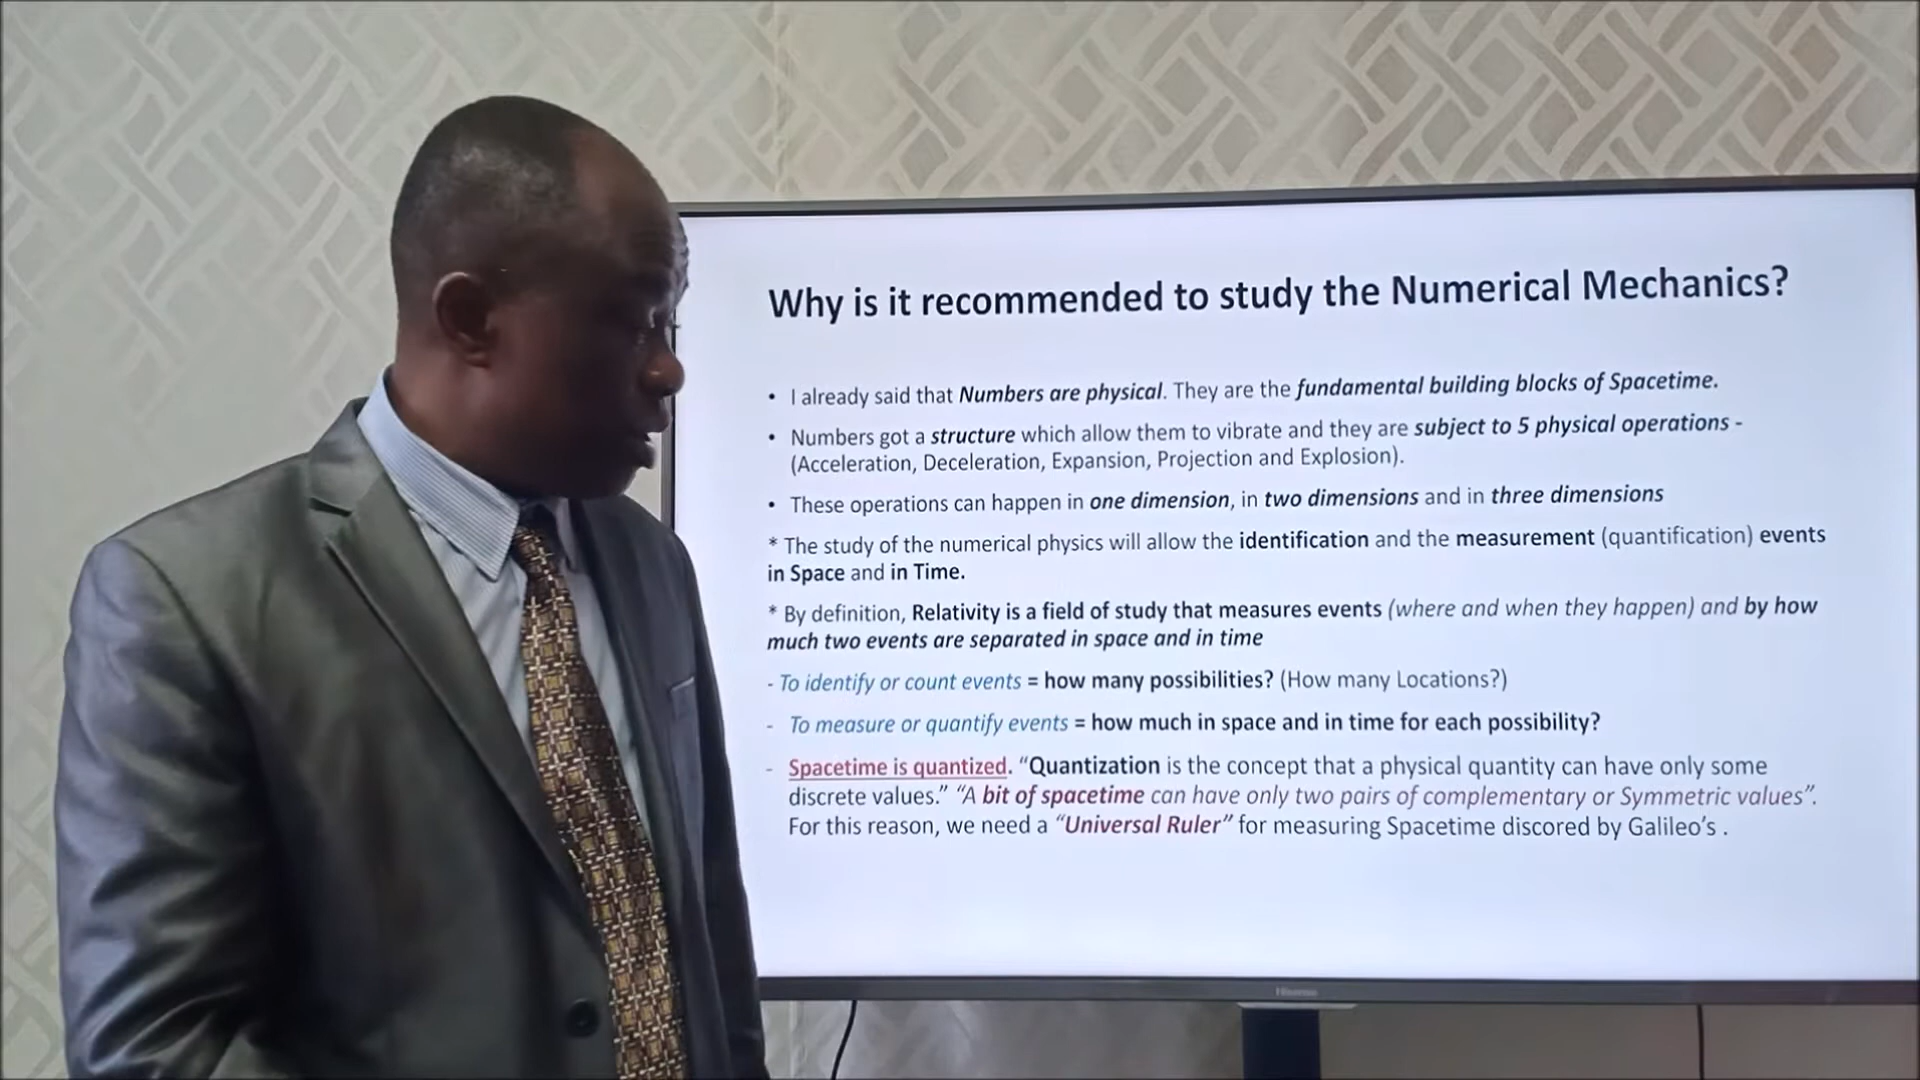 Why is it recommended to study the Numerical Mechanics?
• I already said that Numbers are physical. They are the fundamental building blocks of Spacetime.
• Numbers got a structure which allow them to vibrate and they are subject to 5 physical operations -
(Acceleration, Deceleration, Expansion, Projection and Explosion).
• These operations can happen in one dimension, in two dimensions and in three dimensions
* The study of the numerical physics will allow the identification and the measurement (quantification) events
in Space and in Time.
* By definition, Relativity is a field of study that measures events (where and when they happen) and by how
much two events are separated in space and in time
- To identify or count events = how many possibilities? (How many Locations?)
- To measure or quantify events = how much in space and in time for each possibility?
- Spacetime is quantized. “Quantization is the concept that a physical quantity can have only some
discrete values.” “A bit of spacetime can have only two pairs of complementary or Symmetric values”.
For this reason, we need a “Universal Ruler” for measuring Spacetime discored by Galileo’s .
Hisense